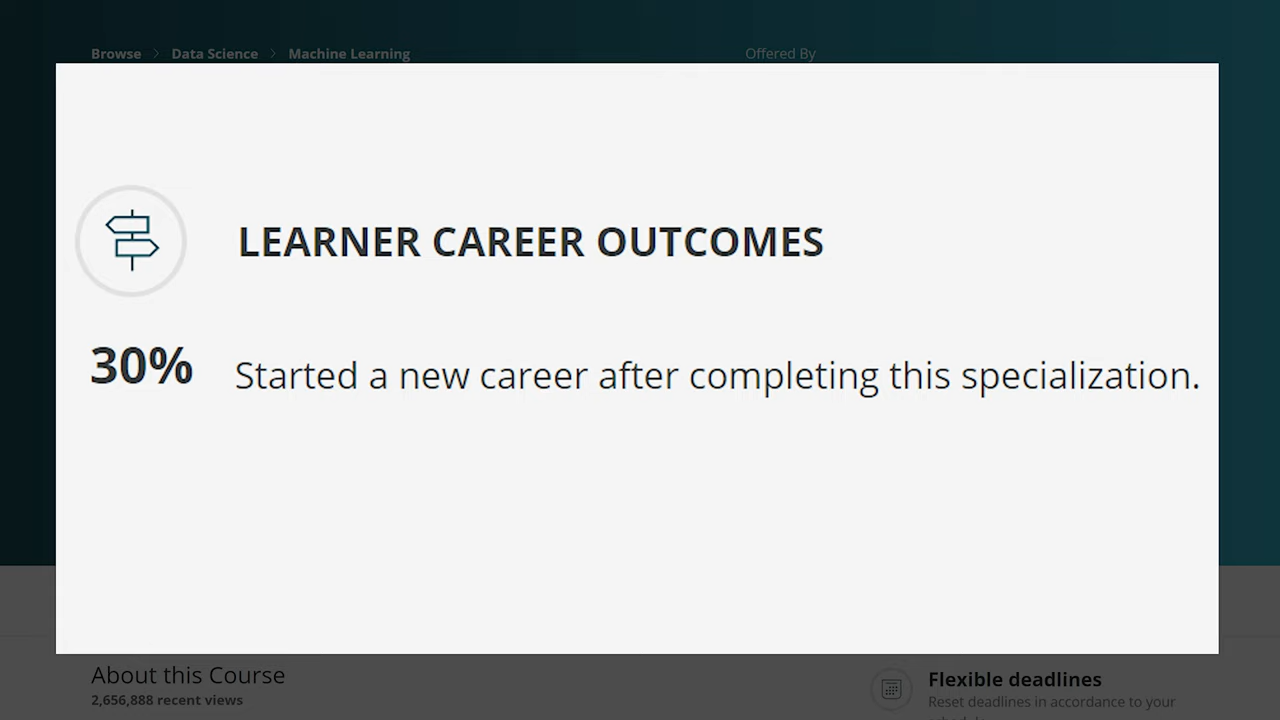 Browse > Data Science > Machine Learning
Offered By
LEARNER CAREER OUTCOMES
30% Started a new career after completing this specialization.
About this Course
2,656,888 recent views
Flexible deadlines
Reset deadlines in accordance to your